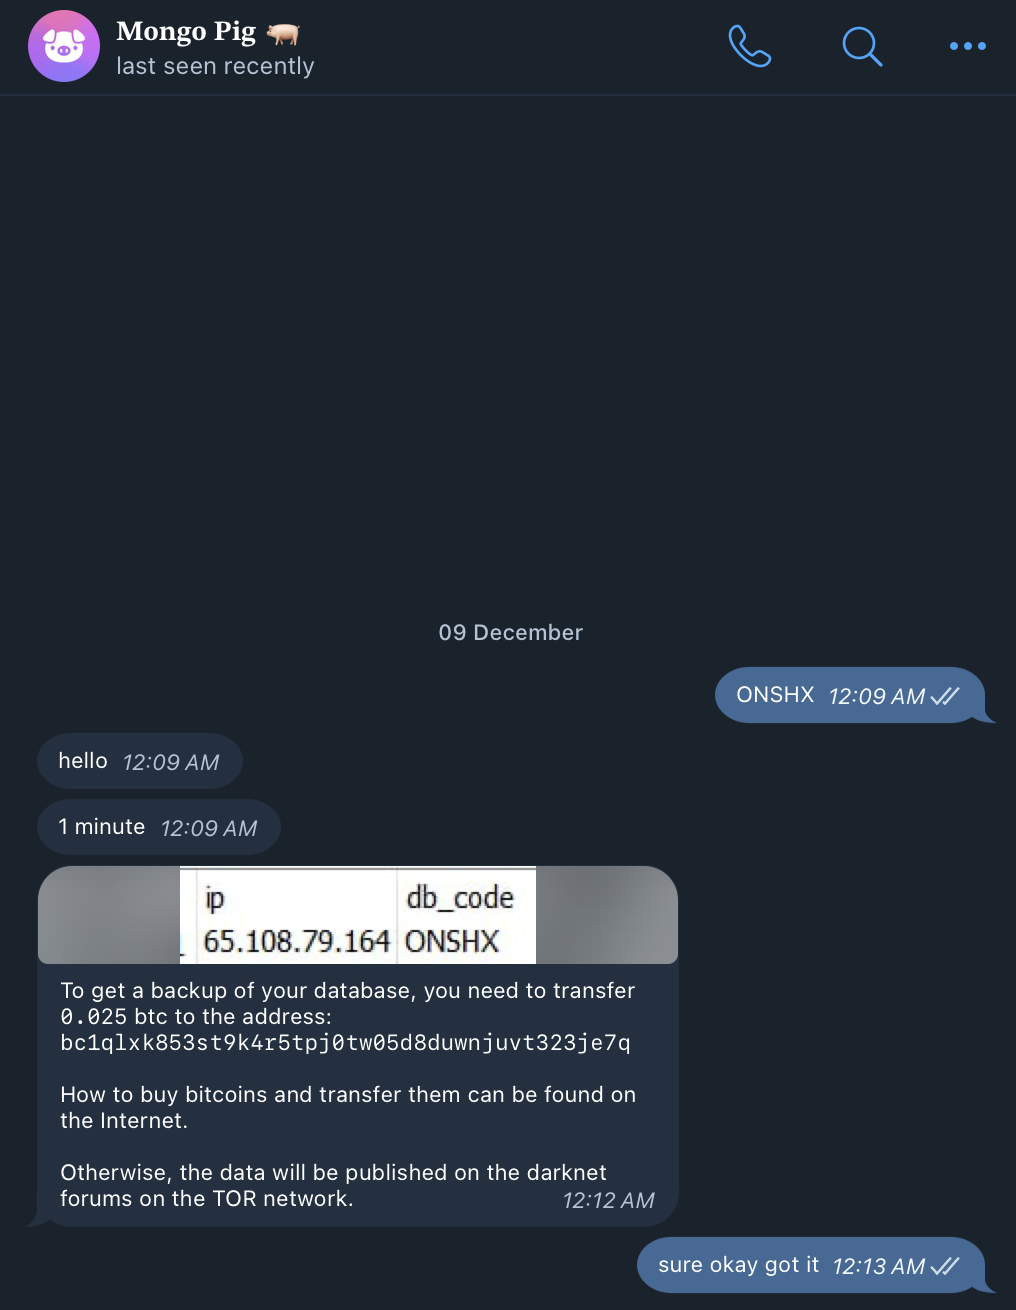 Mongo Pig 🐖
last seen recently
09 December
ONSHX 12:09 AM
hello 12:09 AM
1 minute 12:09 AM
ip db_code
65.108.79.164 ONSHX
To get a backup of your database, you need to transfer
0.025 btc to the address:
bc1qlxk853st9k4r5tpj0tw05d8duwnjuvt323je7q
How to buy bitcoins and transfer them can be found on
the Internet.
Otherwise, the data will be published on the darknet
forums on the TOR network. 12:12 AM
sure okay got it 12:13 AM